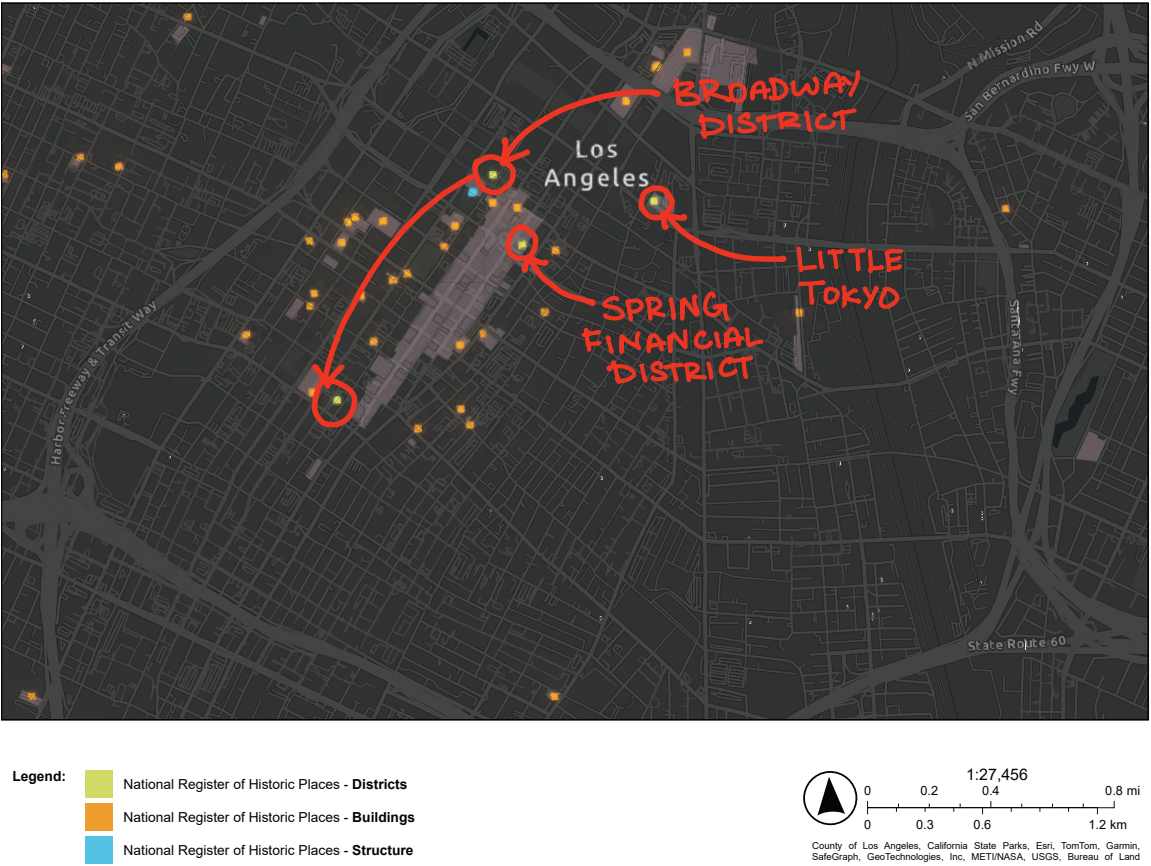 N Mission Rd
San Bernardino Fwy W
BROADWAY
DISTRICT
Los
Angeles
LITTLE
TOKYO
SPRING
FINANCIAL
DISTRICT
Harbor Freeway & Transit Way
Santa Ana Fwy
State Route 60
Legend:
National Register of Historic Places - Districts
National Register of Historic Places - Buildings
National Register of Historic Places - Structure
1:27,456
0 0.2 0.4 0.8 mi
0 0.3 0.6 1.2 km
County of Los Angeles, California State Parks, Esri, TomTom, Garmin,
SafeGraph, GeoTechnologies, Inc, METI/NASA, USGS, Bureau of Land